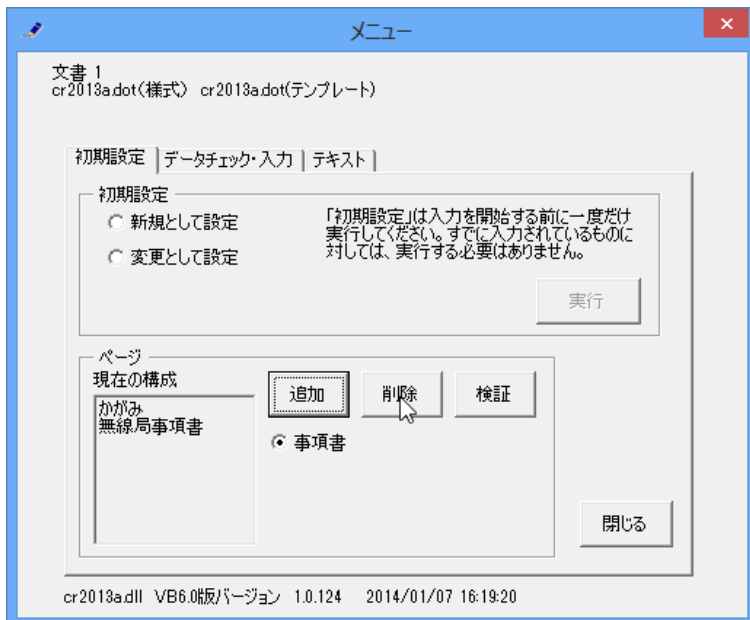 メニュー
文書 1
cr2013a.dot(様式) cr2013a.dot(テンプレート)
初期設定 データチェック・入力 テキスト
初期設定
新規として設定
変更として設定
「初期設定」は入力を開始する前に一度だけ
実行してください。すでに入力されているものに
対しては、実行する必要はありません。
実行
ページ
現在の構成
かがみ
無線局事項書
追加 削除 検証
事項書
閉じる
cr2013a.dll VB6.0版バージョン 1.0.124 2014/01/07 16:19:20